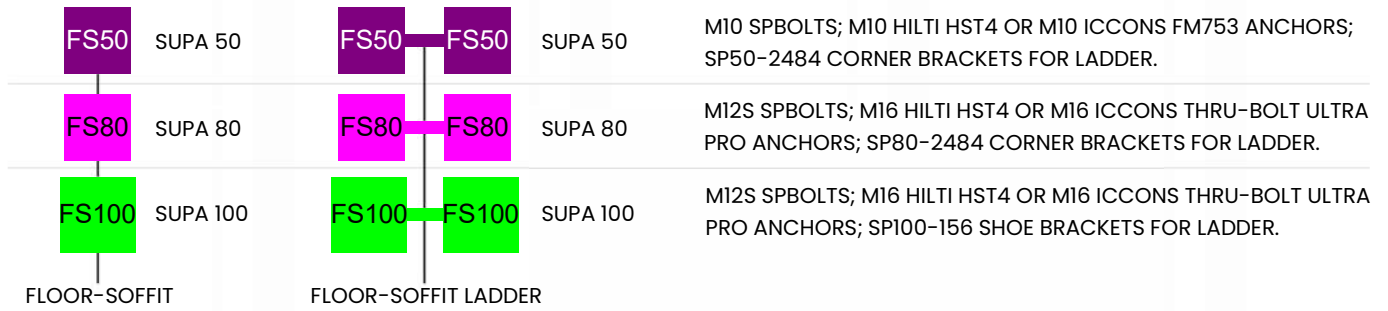 FS50 SUPA 50 FS50 FS50 SUPA 50 M10 SPBOLTS; M10 HILTI HST4 OR M10 ICCONS FM753 ANCHORS;
SP50-2484 CORNER BRACKETS FOR LADDER.
FS80 SUPA 80 FS80 FS80 SUPA 80 M12S SPBOLTS; M16 HILTI HST4 OR M16 ICCONS THRU-BOLT ULTRA
PRO ANCHORS; SP80-2484 CORNER BRACKETS FOR LADDER.
FS100 SUPA 100 FS100 FS100 SUPA 100 M12S SPBOLTS; M16 HILTI HST4 OR M16 ICCONS THRU-BOLT ULTRA
PRO ANCHORS; SP100-156 SHOE BRACKETS FOR LADDER.
FLOOR-SOFFIT FLOOR-SOFFIT LADDER